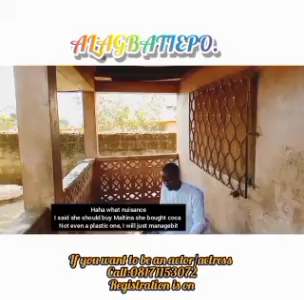 ALAGBATIEPO.
Haha what nuisance
I said she should buy Maltina she bought coca
Not even a plastic one, I will just managebit
If you want to be an actor/actress
Call:08171153072
Registration is on